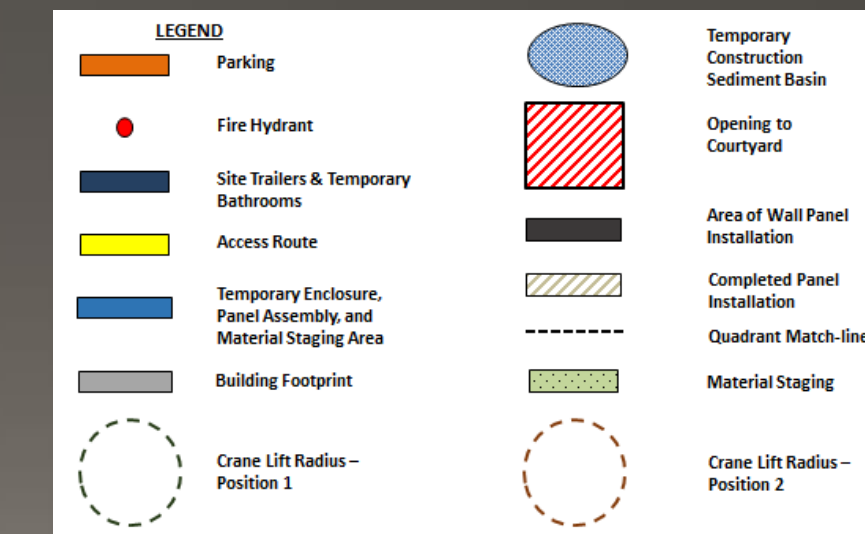 LEGEND
Parking
Fire Hydrant
Site Trailers & Temporary
Bathrooms
Access Route
Temporary Enclosure,
Panel Assembly, and
Material Staging Area
Building Footprint
Crane Lift Radius –
Position 1
Temporary
Construction
Sediment Basin
Opening to
Courtyard
Area of Wall Panel
Installation
Completed Panel
Installation
Quadrant Match-line
Material Staging
Crane Lift Radius –
Position 2